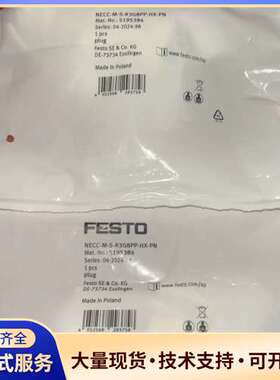 NECC-M-S-R3G8PP-HX-PN
Mat. No.: 5195384
Series: 04-2024-
1 pcs
plug
Festo SE & Co. KG
DE-73734 Esslingen
Made in Poland
FESTO
NECC-M-S-R3G8PP-HX-PN
Mat. No.: 5195384
Series: 04-2024
1 pcs
plug
Festo SE & Co. KG
DE-73734 Esslingen
Made in Poland
齐全
式服务
大量现货·技术支持·可开